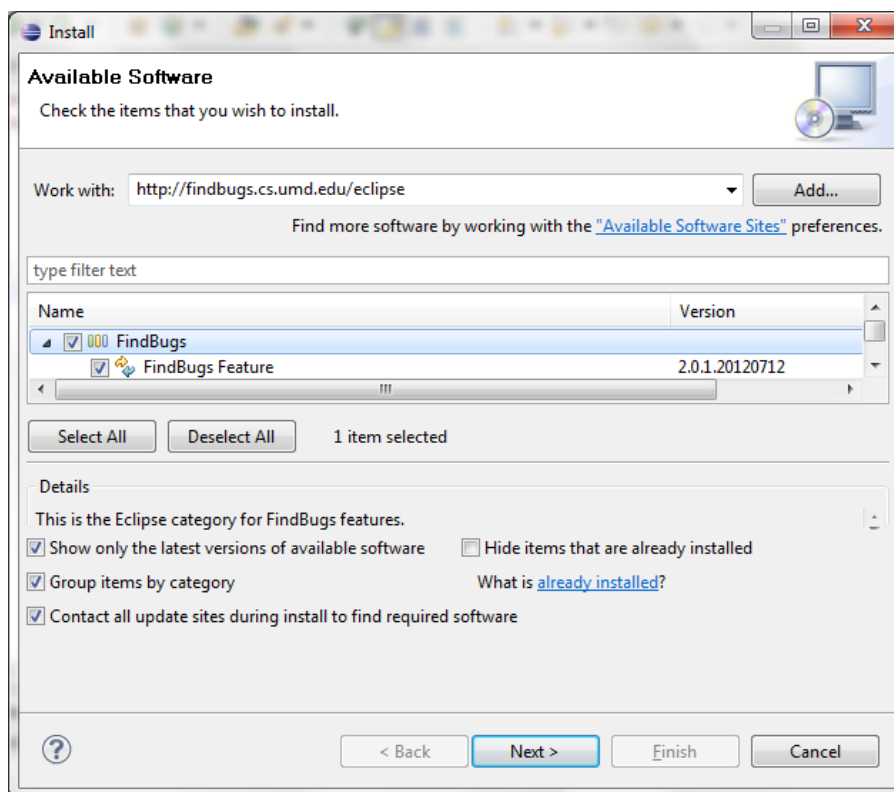 Install
Available Software
Check the items that you wish to install.
Work with: http://findbugs.cs.umd.edu/eclipse Add...
Find more software by working with the "Available Software Sites" preferences.
type filter text
Name Version
FindBugs
FindBugs Feature 2.0.1.20120712
Select All Deselect All 1 item selected
Details
This is the Eclipse category for FindBugs features.
Show only the latest versions of available software Hide items that are already installed
Group items by category What is already installed?
Contact all update sites during install to find required software
? < Back Next > Finish Cancel